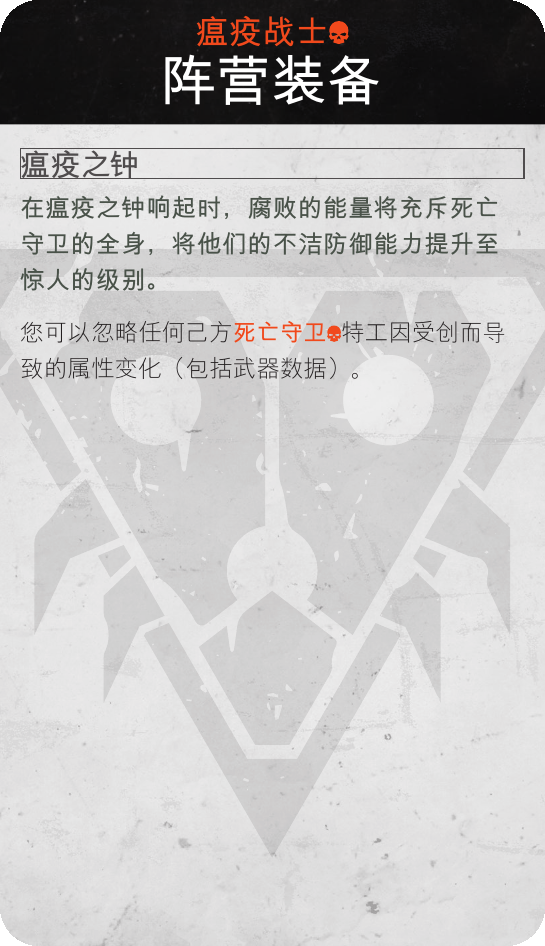 瘟疫战士
阵营装备
瘟疫之钟
在瘟疫之钟响起时，腐败的能量将充斥死亡
守卫的全身，将他们的不洁防御能力提升至
惊人的级别。
您可以忽略任何己方死亡守卫特工因受创而导
致的属性变化（包括武器数据）。